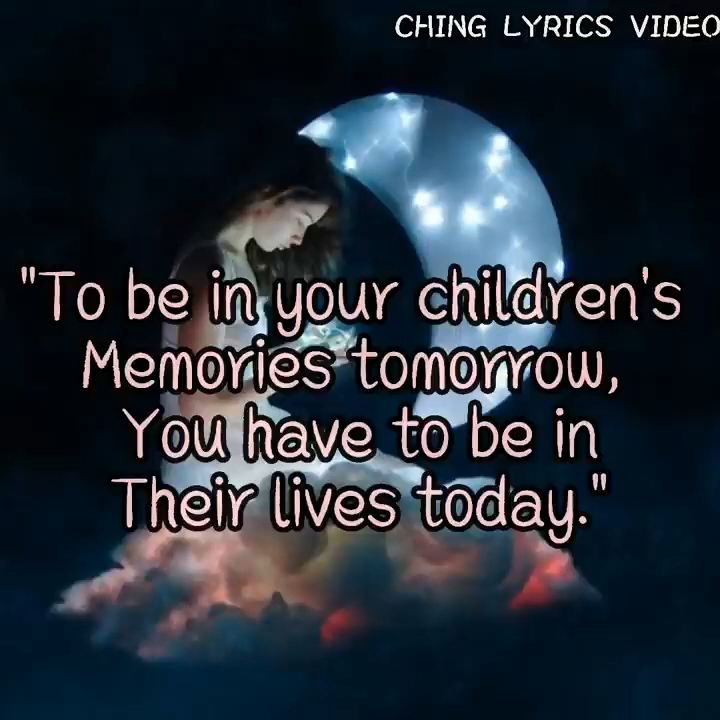 CHING LYRICS VIDEO
"To be in your children's
Memories tomorrow,
You have to be in
Their lives today."